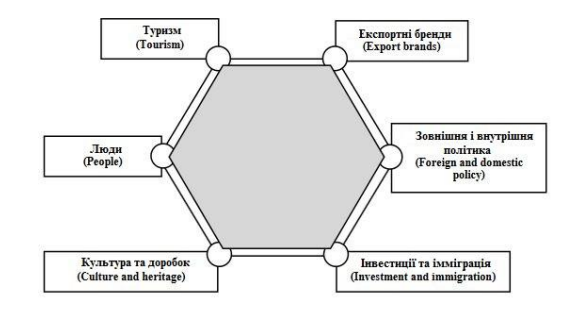 Туризм
(Tourism)
Експортні бренди
(Export brands)
Люди
(People)
Зовнішня і внутрішня
політика
(Foreign and domestic
policy)
Культура та доробок
(Culture and heritage)
Інвестиції та імміграція
(Investment and immigration)